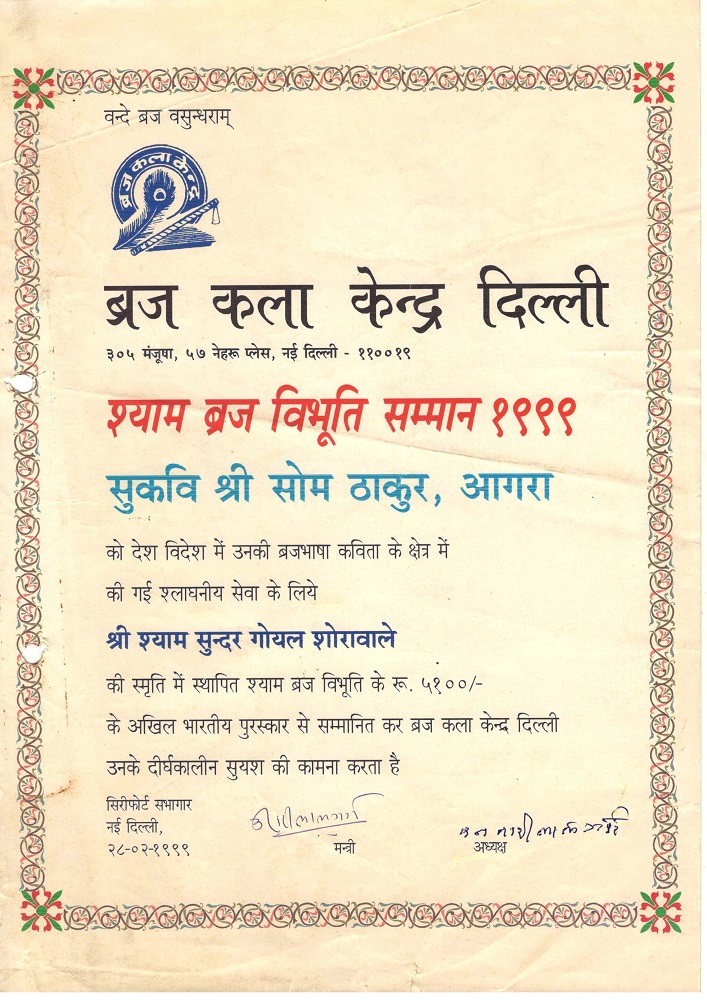 वन्दे ब्रज वसुन्धराम्
ब्रज कला केन्द्र
ब्रज कला केन्द्र दिल्ली
३०५ मंजूषा, ५७ नेहरू प्लेस, नई दिल्ली - ११००१९
श्याम ब्रज विभूति सम्मान १९९९
सुकवि श्री सोम ठाकुर, आगरा
को देश विदेश में उनकी ब्रजभाषा कविता के क्षेत्र में
की गई श्लाघनीय सेवा के लिये
श्री श्याम सुन्दर गोयल शोरावाले
की स्मृति में स्थापित श्याम ब्रज विभूति के रू. ५१००/-
के अखिल भारतीय पुरस्कार से सम्मानित कर ब्रज कला केन्द्र दिल्ली
उनके दीर्घकालीन सुयश की कामना करता है
सिरीफोर्ट सभागार
नई दिल्ली,
२८-०२-१९९९
मन्त्री
अध्यक्ष